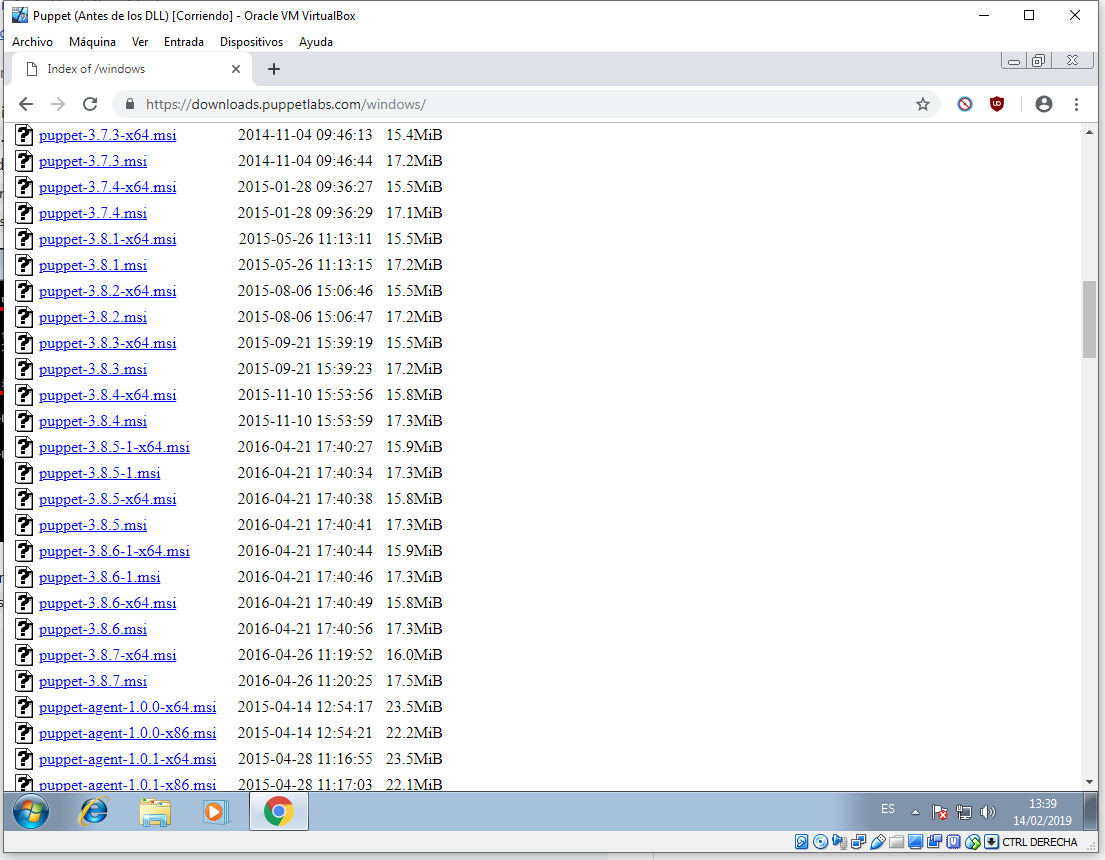 Puppet (Antes de los DLL) [Corriendo] - Oracle VM VirtualBox
Archivo Máquina Ver Entrada Dispositivos Ayuda
Index of /windows
https://downloads.puppetlabs.com/windows/
puppet-3.7.3-x64.msi 2014-11-04 09:46:13 15.4MiB
puppet-3.7.3.msi 2014-11-04 09:46:44 17.2MiB
puppet-3.7.4-x64.msi 2015-01-28 09:36:27 15.5MiB
puppet-3.7.4.msi 2015-01-28 09:36:29 17.1MiB
puppet-3.8.1-x64.msi 2015-05-26 11:13:11 15.5MiB
puppet-3.8.1.msi 2015-05-26 11:13:15 17.2MiB
puppet-3.8.2-x64.msi 2015-08-06 15:06:46 15.5MiB
puppet-3.8.2.msi 2015-08-06 15:06:47 17.2MiB
puppet-3.8.3-x64.msi 2015-09-21 15:39:19 15.5MiB
puppet-3.8.3.msi 2015-09-21 15:39:23 17.2MiB
puppet-3.8.4-x64.msi 2015-11-10 15:53:56 15.8MiB
puppet-3.8.4.msi 2015-11-10 15:53:59 17.3MiB
puppet-3.8.5-1-x64.msi 2016-04-21 17:40:27 15.9MiB
puppet-3.8.5-1.msi 2016-04-21 17:40:34 17.3MiB
puppet-3.8.5-x64.msi 2016-04-21 17:40:38 15.8MiB
puppet-3.8.5.msi 2016-04-21 17:40:41 17.3MiB
puppet-3.8.6-1-x64.msi 2016-04-21 17:40:44 15.9MiB
puppet-3.8.6-1.msi 2016-04-21 17:40:46 17.3MiB
puppet-3.8.6-x64.msi 2016-04-21 17:40:49 15.8MiB
puppet-3.8.6.msi 2016-04-21 17:40:56 17.3MiB
puppet-3.8.7-x64.msi 2016-04-26 11:19:52 16.0MiB
puppet-3.8.7.msi 2016-04-26 11:20:25 17.5MiB
puppet-agent-1.0.0-x64.msi 2015-04-14 12:54:17 23.5MiB
puppet-agent-1.0.0-x86.msi 2015-04-14 12:54:21 22.2MiB
puppet-agent-1.0.1-x64.msi 2015-04-28 11:16:55 23.5MiB
puppet-agent-1.0.1-x86.msi 2015-04-28 11:17:03 22.1MiB
ES 13:39
14/02/2019
CTRL DERECHA